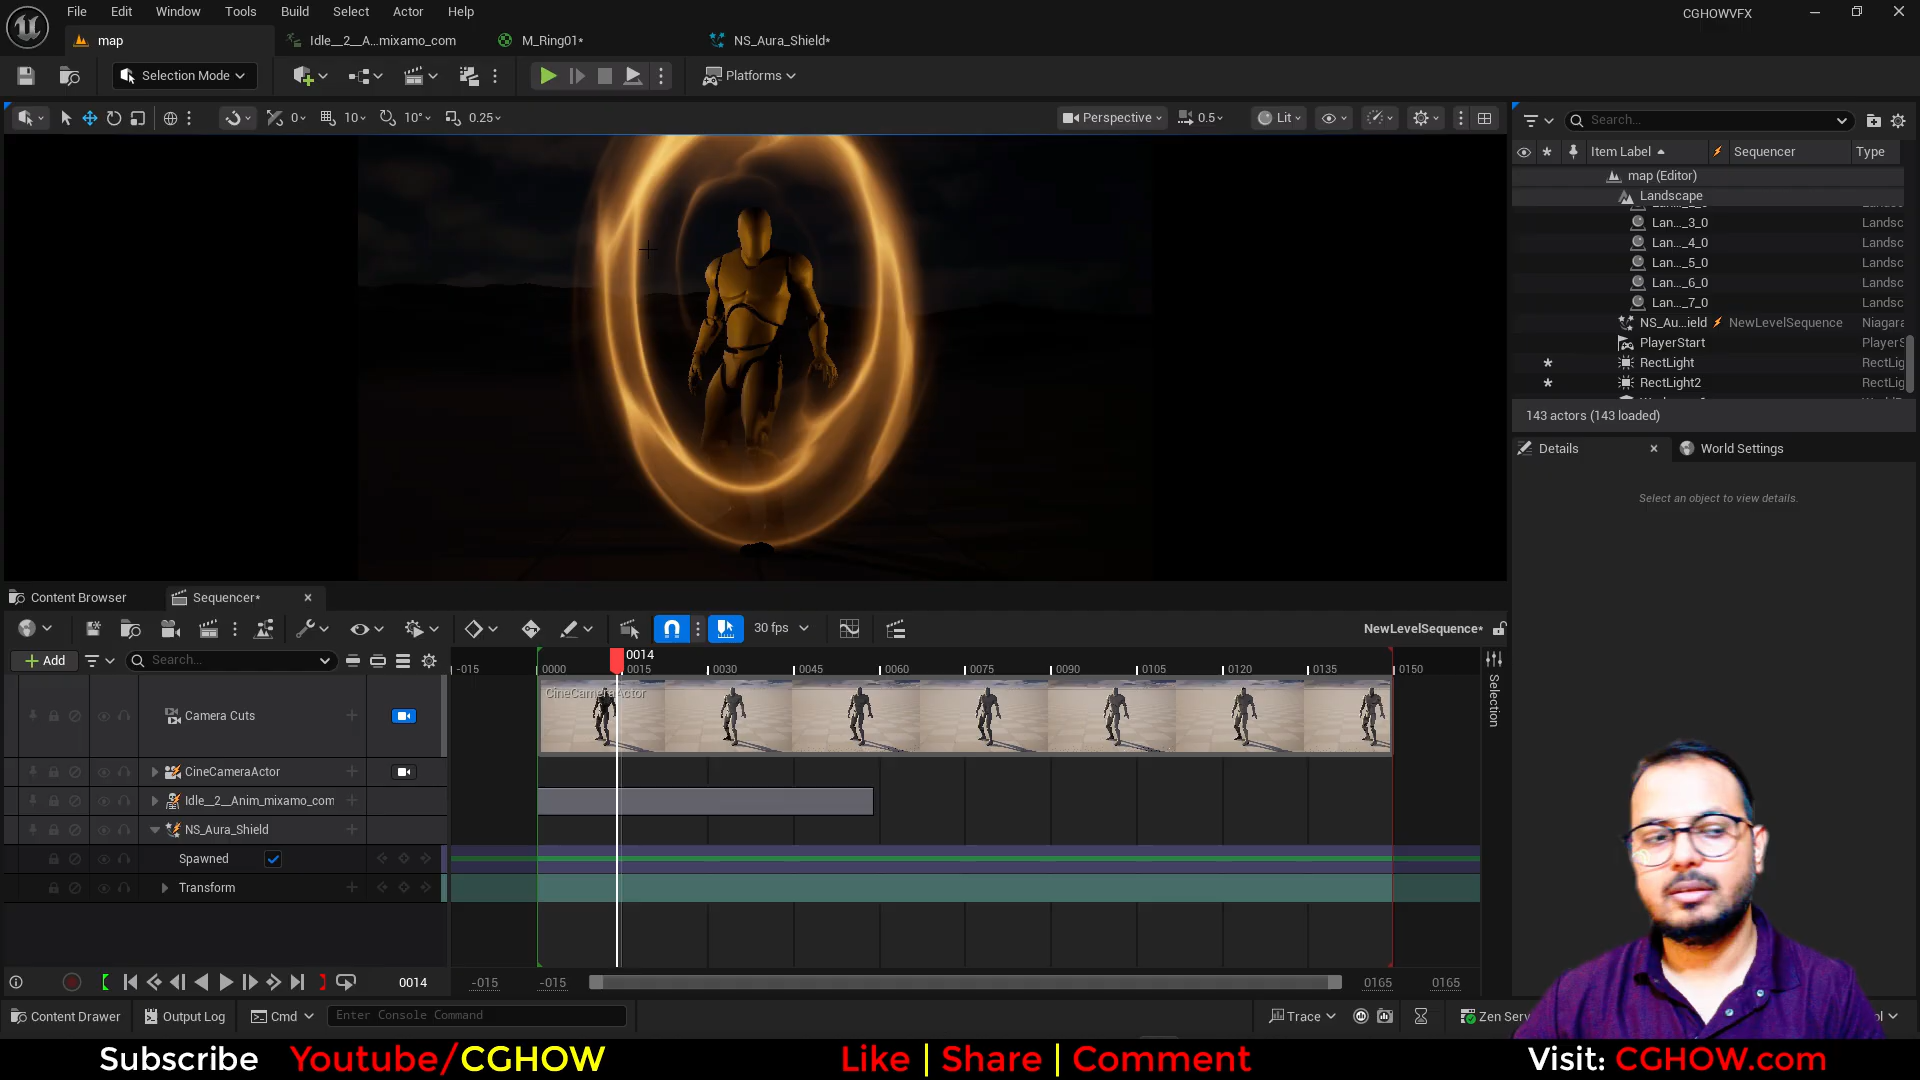 File Edit Window Tools Build Select Actor Help
CGHOWVFX
map
Idle__2__A...mixamo_com
M_Ring01*
NS_Aura_Shield*
Selection Mode
Platforms
0
10
10°
0.25
Perspective
0.5
Lit
Search...
Item Label
Sequencer
Type
map (Editor)
Landscape
Lan..._3_0 Landsc
Lan..._4_0 Landsc
Lan..._5_0 Landsc
Lan..._6_0 Landsc
Lan..._7_0 Landsc
NS_Au...ield NewLevelSequence Niagara
PlayerStart PlayerS
RectLight RectLig
RectLight2 RectLig
143 actors (143 loaded)
Details
World Settings
Select an object to view details.
Content Browser
Sequencer*
30 fps
NewLevelSequence*
Add
Search...
0014
-015 0000 0015 0030 0045 0060 0075 0090 0105 0120 0135 0150
Selection
CineCameraActor
Camera Cuts
CineCameraActor
Idle__2__Anim_mixamo_com
NS_Aura_Shield
Spawned
Transform
0014
-015
-015
0165
0165
Content Drawer
Output Log
Cmd
Enter Console Command
Trace
Zen Serv
Subscribe Youtube/CGHOW
Like | Share | Comment
Visit: CGHOW.com